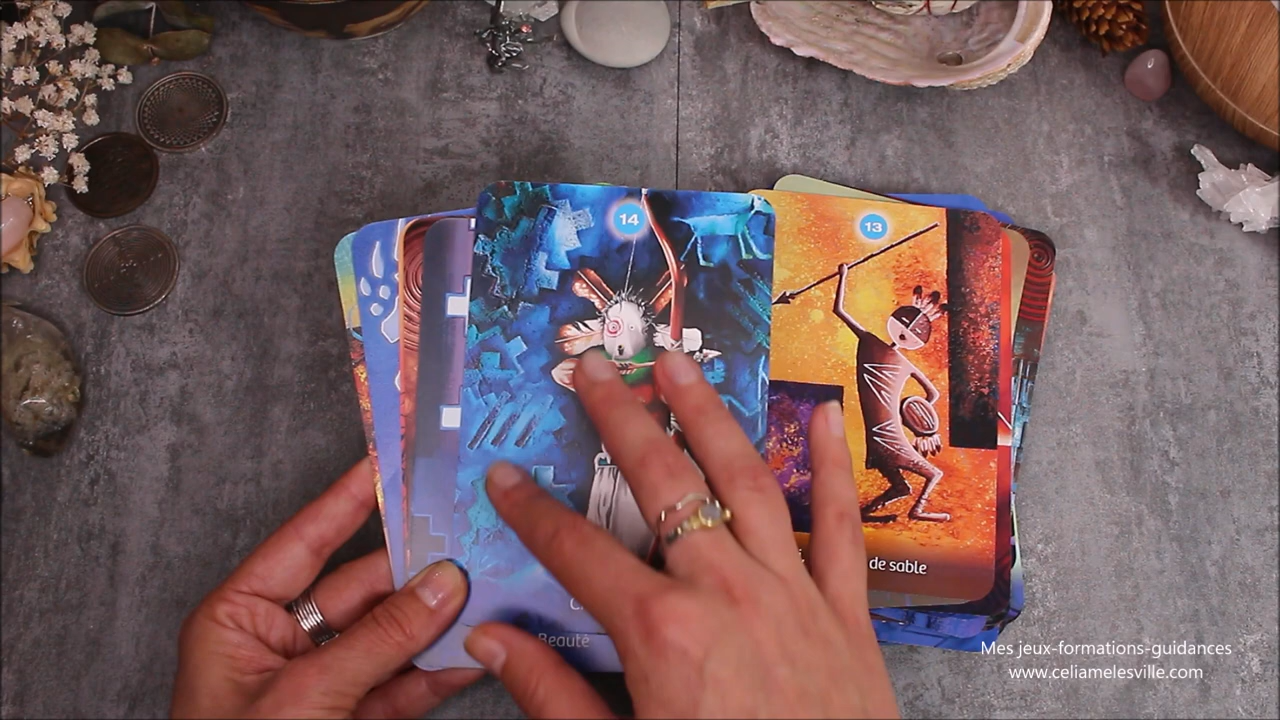 14
13
de sable
Beauté
Mes jeux-formations-guidances
www.celiamelesville.com